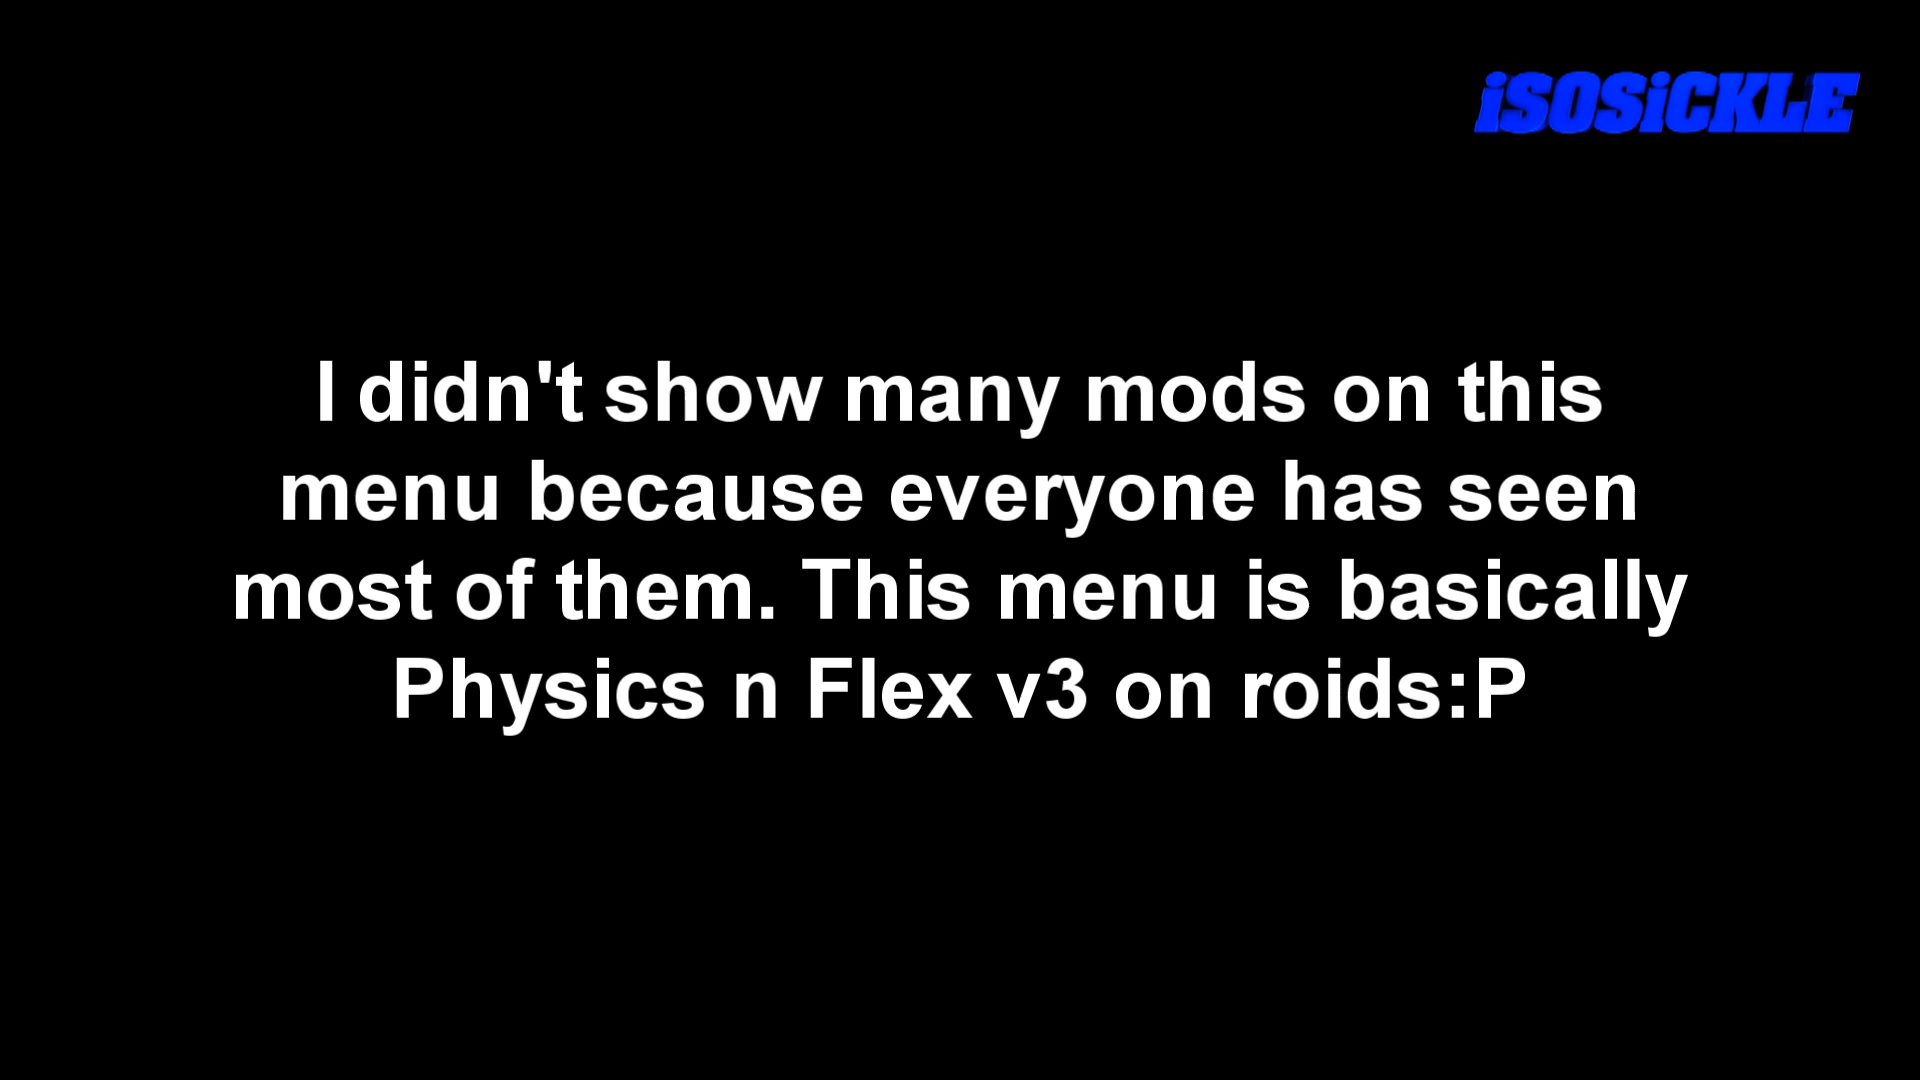 iSOSiCKLE
I didn't show many mods on this
menu because everyone has seen
most of them. This menu is basically
Physics n Flex v3 on roids:P